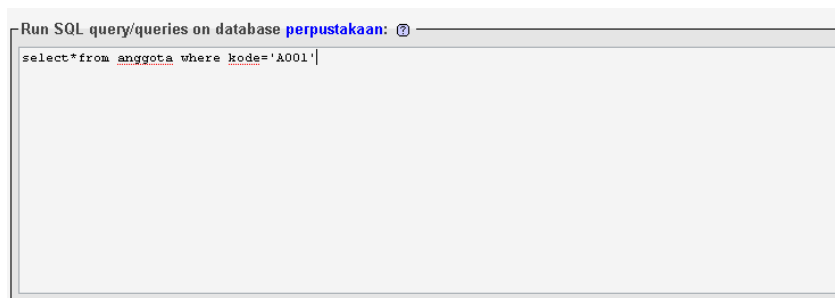 Run SQL query/queries on database perpustakaan:
select*from anggota where kode='A001'